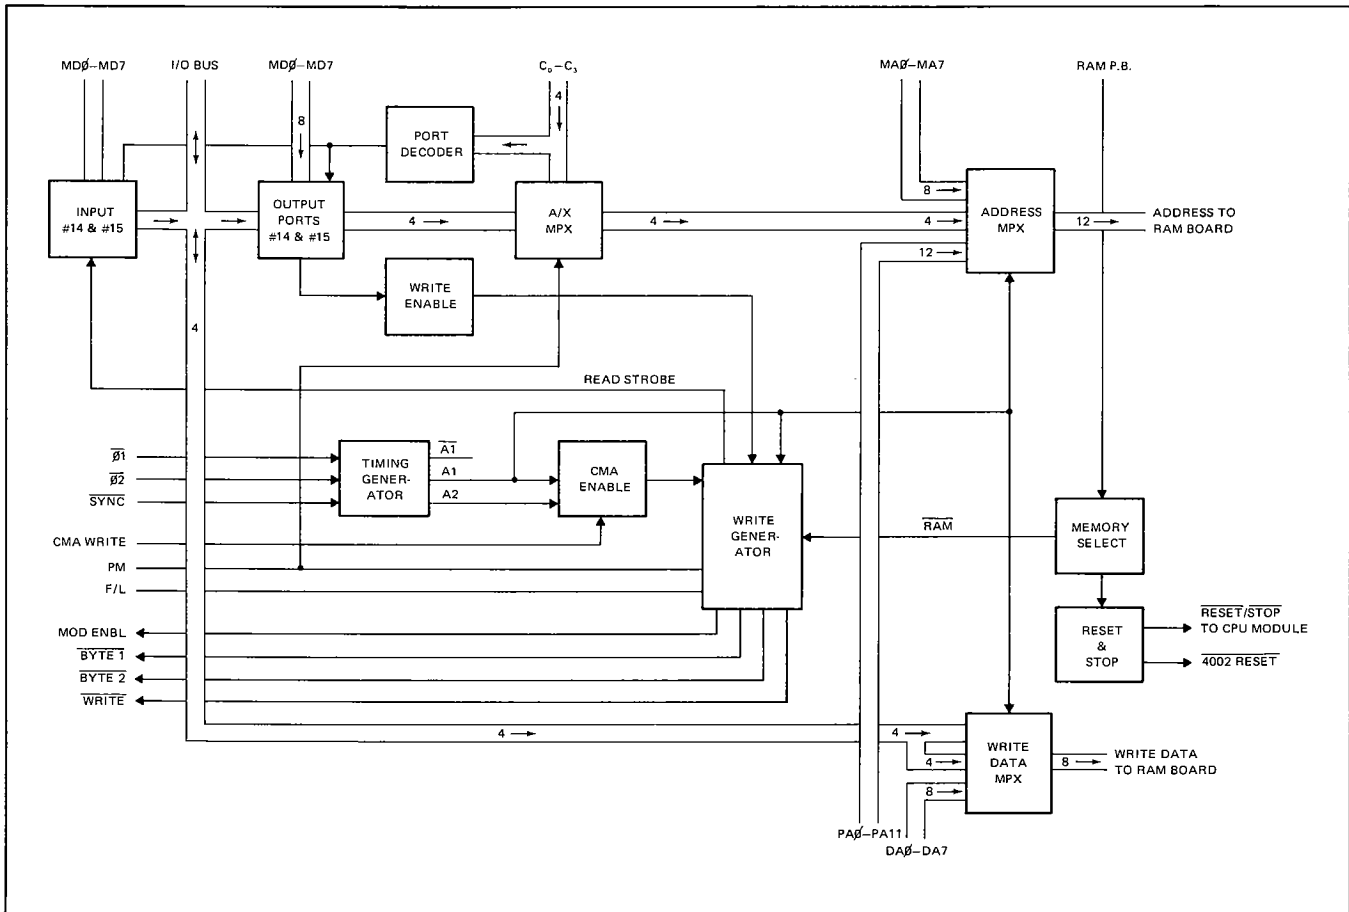 MDØ–MD7
I/O BUS
MDØ–MD7
C₀–C₃
MAØ–MA7
RAM P.B.
8
4
PORT
DECODER
INPUT
#14 & #15
OUTPUT
PORTS
#14 & #15
4
A/X
MPX
4
8
4
12
ADDRESS
MPX
12
ADDRESS TO
RAM BOARD
WRITE
ENABLE
4
READ STROBE
Ø1
Ø2
SYNC
TIMING
GENER-
ATOR
A1
A1
A2
CMA
ENABLE
WRITE
GENER-
ATOR
RAM
MEMORY
SELECT
CMA WRITE
PM
F/L
MOD ENBL
BYTE 1
BYTE 2
WRITE
RESET
&
STOP
RESET/STOP
TO CPU MODULE
4002 RESET
4
4
4
8
WRITE
DATA
MPX
8
WRITE DATA
TO RAM BOARD
PAØ–PA11
DAØ–DA7